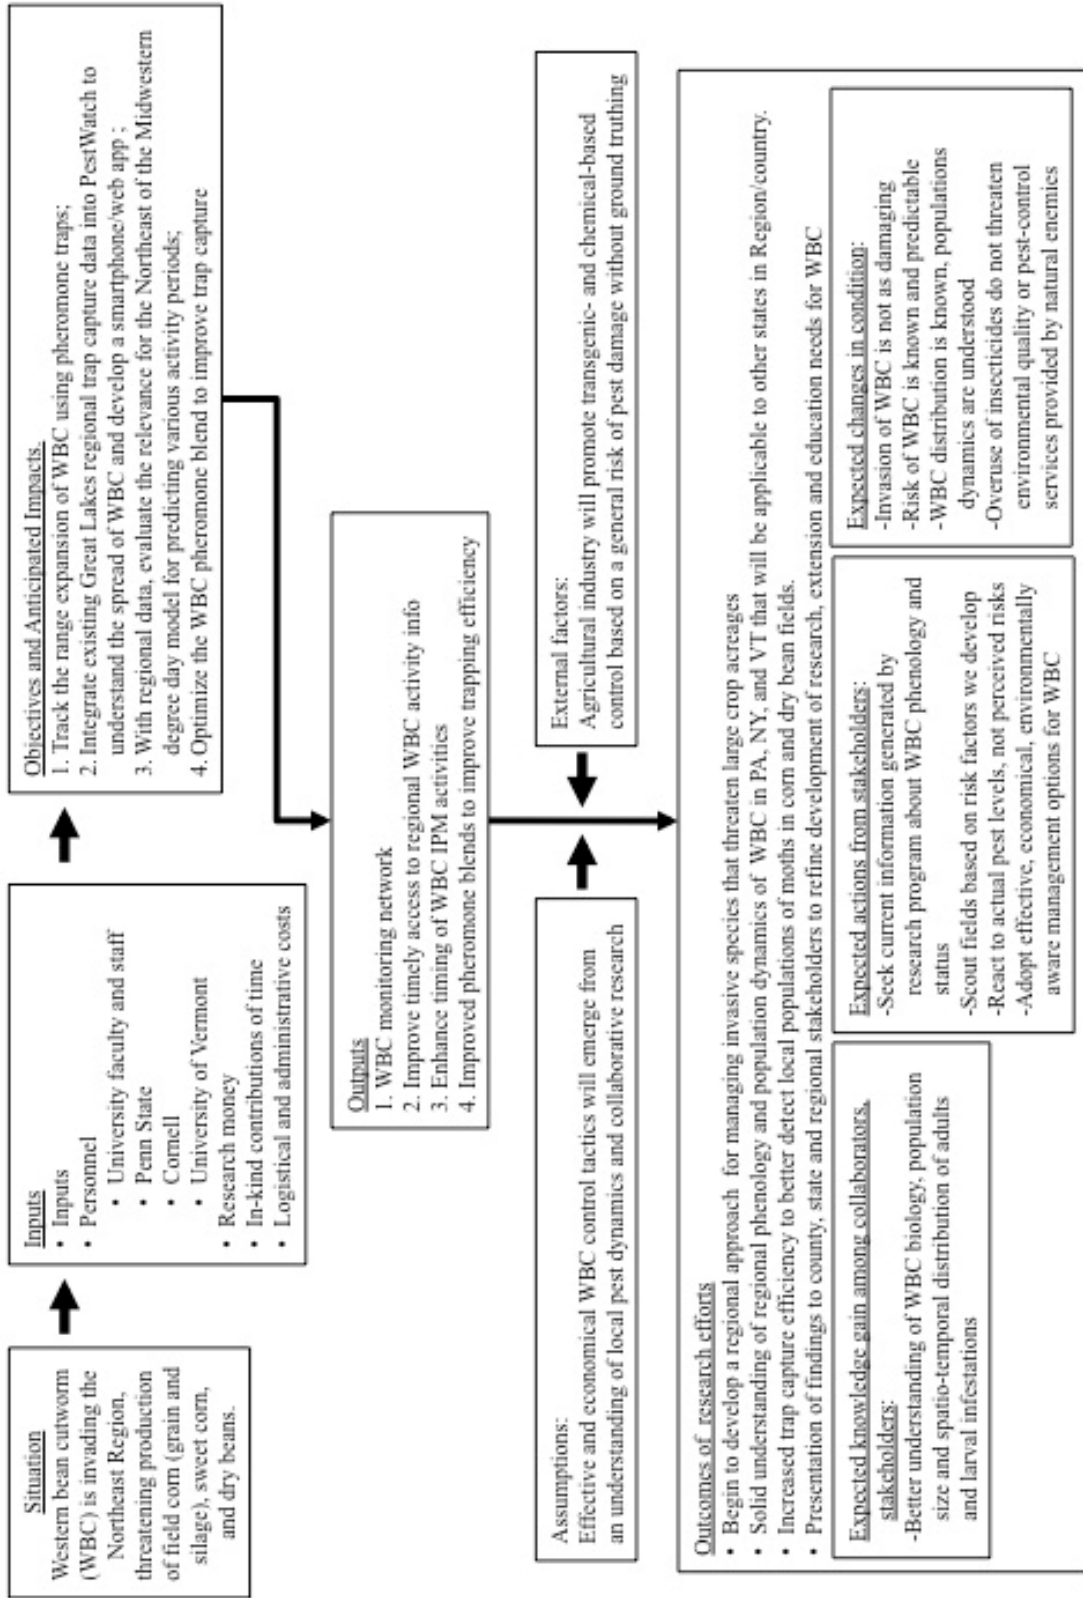 Situation
Western bean cutworm
(WBC) is invading the
Northeast Region,
threatening production
of field corn (grain and
silage), sweet corn,
and dry beans.
Inputs
• Inputs
• Personnel
• University faculty and staff
• Penn State
• Cornell
• University of Vermont
• Research money
• In-kind contributions of time
• Logistical and administrative costs
Objectives and Anticipated Impacts.
1. Track the range expansion of WBC using pheromone traps;
2. Integrate existing Great Lakes regional trap capture data into PestWatch to
understand the spread of WBC and develop a smartphone/web app ;
3. With regional data, evaluate the relevance for the Northeast of the Midwestern
degree day model for predicting various activity periods;
4. Optimize the WBC pheromone blend to improve trap capture
Outputs
1. WBC monitoring network
2. Improve timely access to regional WBC activity info
3. Enhance timing of WBC IPM activities
4. Improved pheromone blends to improve trapping efficiency
Assumptions:
Effective and economical WBC control tactics will emerge from
an understanding of local pest dynamics and collaborative research
External factors:
Agricultural industry will promote transgenic- and chemical-based
control based on a general risk of pest damage without ground truthing
Outcomes of research efforts
• Begin to develop a regional approach for managing invasive species that threaten large crop acreages
• Solid understanding of regional phenology and population dynamics of WBC in PA, NY, and VT that will be applicable to other states in Region/country.
• Increased trap capture efficiency to better detect local populations of moths in corn and dry bean fields.
• Presentation of findings to county, state and regional stakeholders to refine development of research, extension and education needs for WBC
Expected knowledge gain among collaborators,
stakeholders:
-Better understanding of WBC biology, population
size and spatio-temporal distribution of adults
and larval infestations
Expected actions from stakeholders:
-Seek current information generated by
research program about WBC phenology and
status
-Scout fields based on risk factors we develop
-React to actual pest levels, not perceived risks
-Adopt effective, economical, environmentally
aware management options for WBC
Expected changes in condition:
-Invasion of WBC is not as damaging
-Risk of WBC is known and predictable
-WBC distribution is known, populations
dynamics are understood
-Overuse of insecticides do not threaten
environmental quality or pest-control
services provided by natural enemies